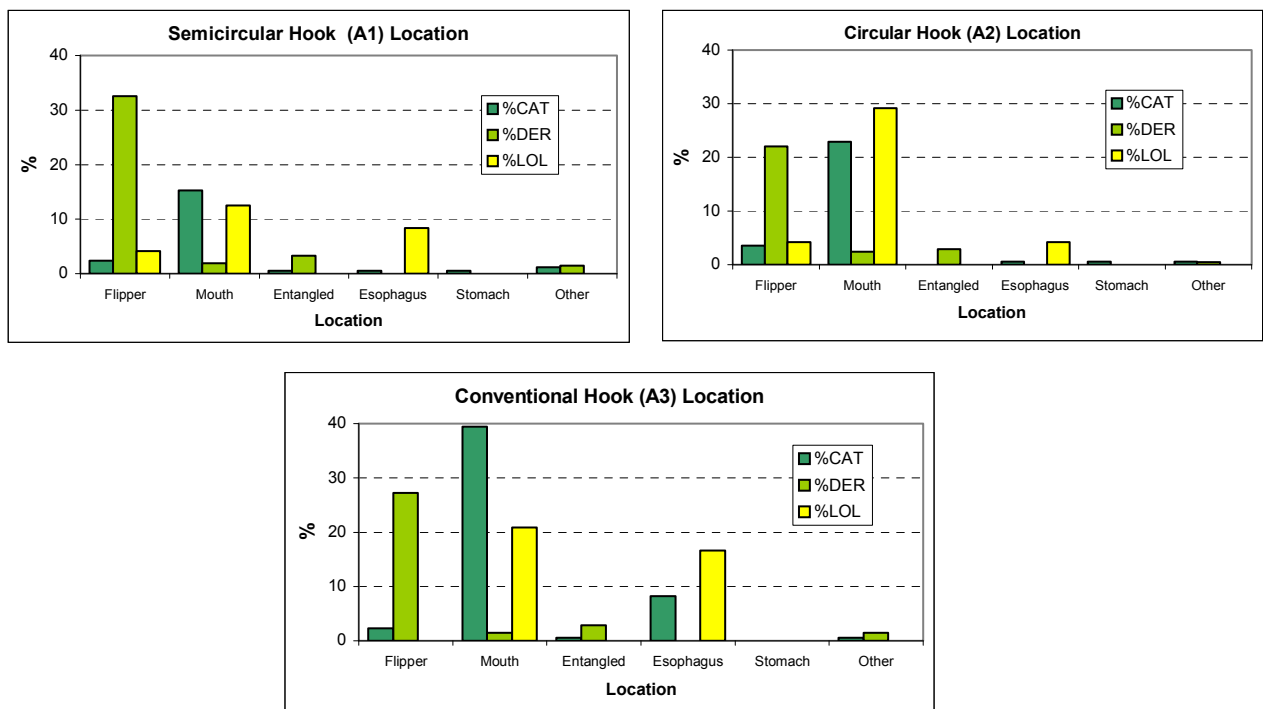 Semicircular Hook (A1) Location
40
30
20
10
0
%
%CAT
%DER
%LOL
Flipper Mouth Entangled Esophagus Stomach Other
Location
Circular Hook (A2) Location
40
30
20
10
0
%
%CAT
%DER
%LOL
Flipper Mouth Entangled Esophagus Stomach Other
Location
Conventional Hook (A3) Location
40
30
20
10
0
%
%CAT
%DER
%LOL
Flipper Mouth Entangled Esophagus Stomach Other
Location